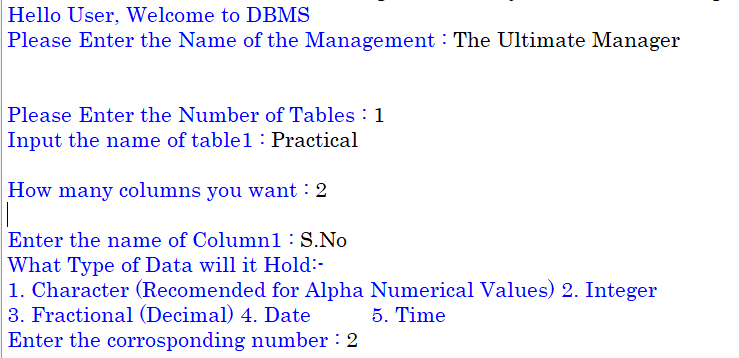 Hello User, Welcome to DBMS
Please Enter the Name of the Management : The Ultimate Manager
Please Enter the Number of Tables : 1
Input the name of table1 : Practical
How many columns you want : 2
Enter the name of Column1 : S.No
What Type of Data will it Hold:-
1. Character (Recomended for Alpha Numerical Values) 2. Integer
3. Fractional (Decimal) 4. Date 5. Time
Enter the corrosponding number : 2